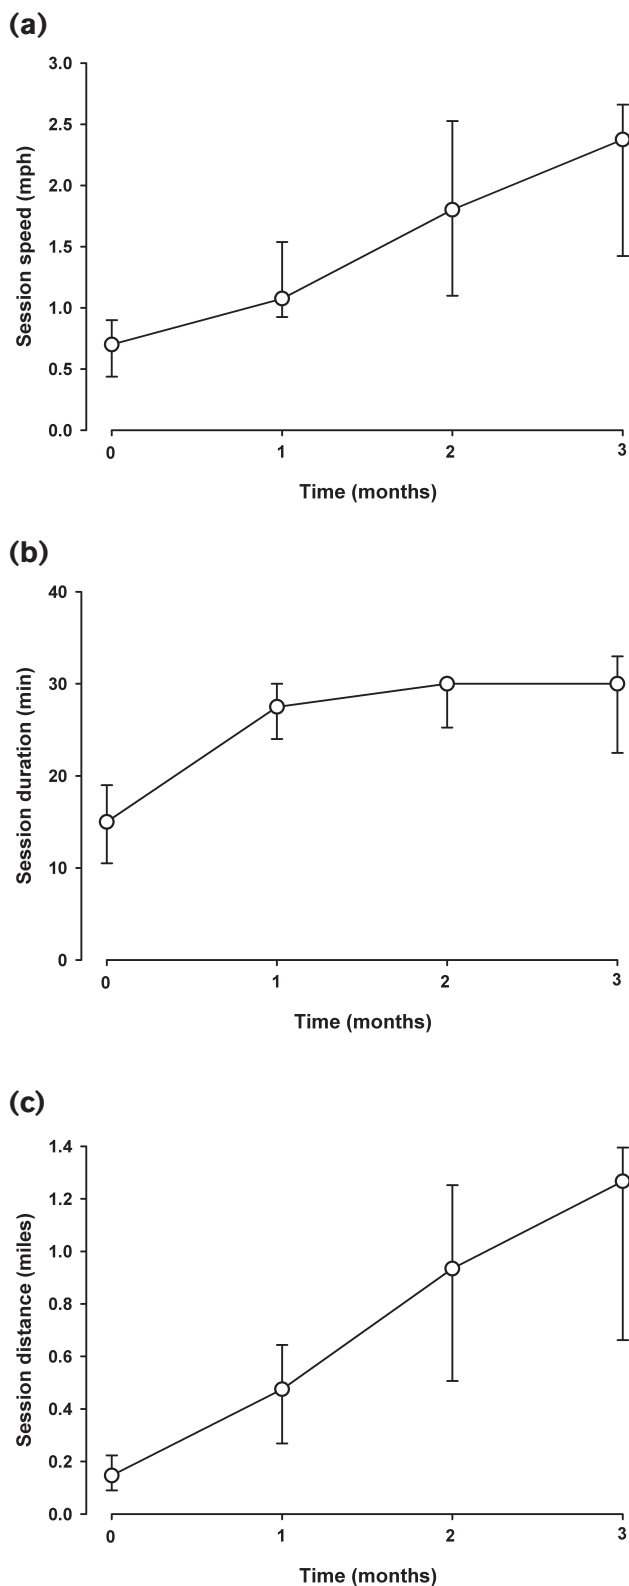 (a)
3.0
2.5
2.0
1.5
1.0
0.5
0.0
Session speed (mph)
0 1 2 3
Time (months)
(b)
40
30
20
10
0
Session duration (min)
0 1 2 3
Time (months)
(c)
1.4
1.2
1.0
0.8
0.6
0.4
0.2
0.0
Session distance (miles)
0 1 2 3
Time (months)